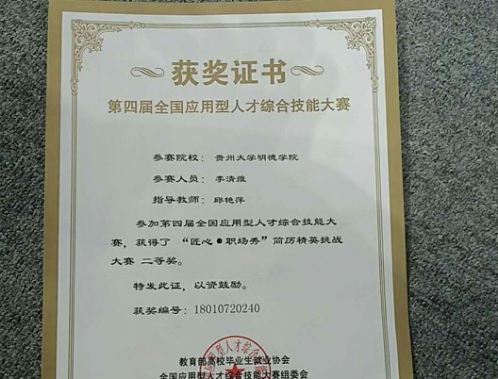 获奖证书
第四届全国应用型人才综合技能大赛
参赛院校：贵州大学明德学院
参赛人员：李清维
指导教师：邱艳萍
参加第四届全国应用型人才综合技能大
赛，获得了“匠心●职场秀”简历精英挑战
大赛 二等奖。
特发此证，以资鼓励。
获奖编号：18010720240
教育部高校毕业生就业协会
全国应用型人才综合技能大赛组委会